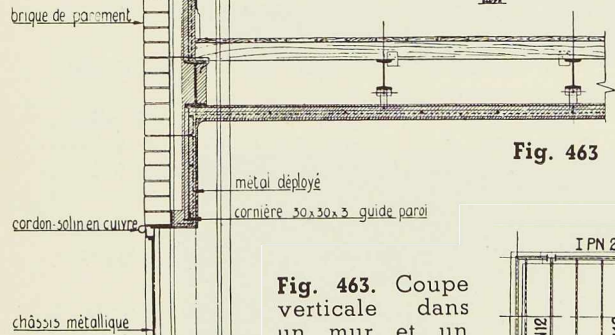 brique de parement
Fig. 463
métal déployé
cornière 30x30x3 guide paroi
cordon-solin en cuivre
I PN 2
Fig. 463. Coupe
verticale dans
un mur et un
châssis métallique